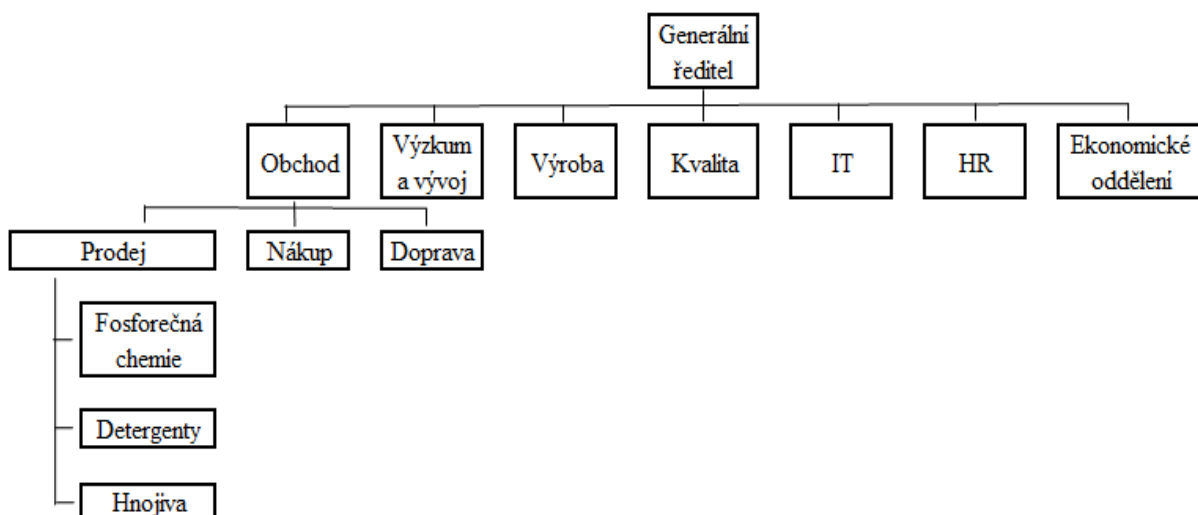 Generální
ředitel
Obchod
Výzkum
a vývoj
Výroba
Kvalita
IT
HR
Ekonomické
oddělení
Prodej
Nákup
Doprava
Fosforečná
chemie
Detergenty
Hnojiva